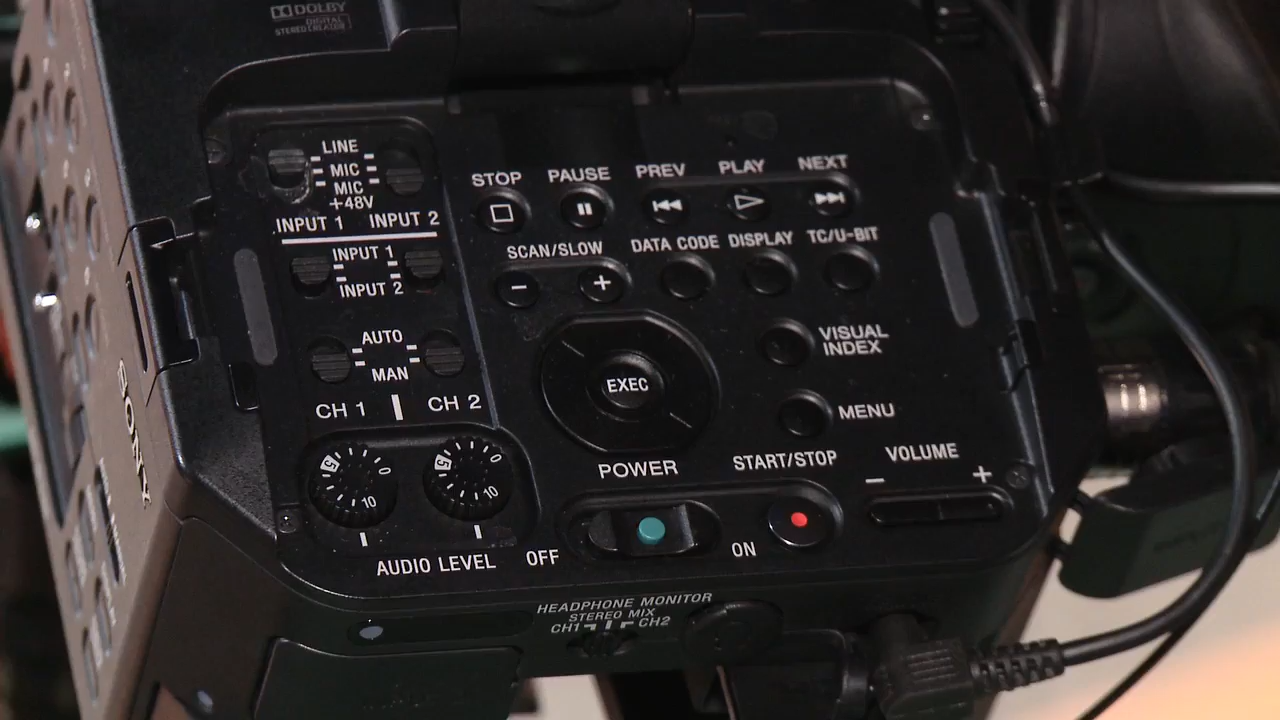 DOLBY
DIGITAL
STEREO CREATOR
LINE
MIC
MIC
+48V
INPUT 1 INPUT 2
INPUT 1
INPUT 2
AUTO
MAN
CH 1 CH 2
5 0 10
5 0 10
AUDIO LEVEL
STOP PAUSE PREV PLAY NEXT
SCAN/SLOW DATA CODE DISPLAY TC/U-BIT
− +
VISUAL
INDEX
EXEC
MENU
POWER START/STOP VOLUME
− +
OFF ON
HEADPHONE MONITOR
STEREO MIX
CH1 CH2
SONY